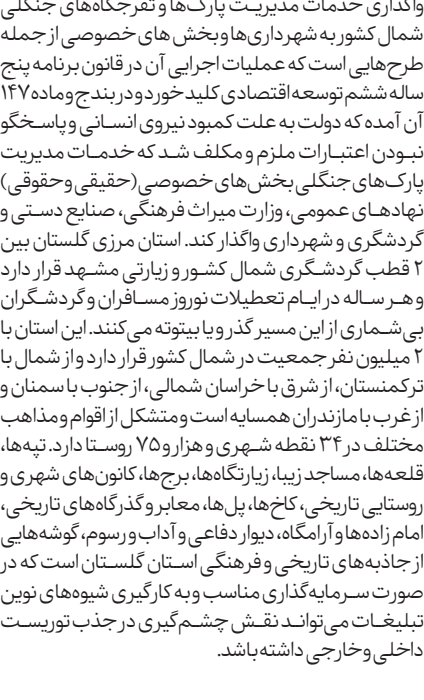 واگذاری خدمات مدیریت پارک‌ها و تفرجگاه‌های جنگلی
شمال کشور به شهرداری‌ها و بخش های خصوصی از جمله
طرح‌هایی است که عملیات اجرایی آن در قانون برنامه پنج
ساله ششم توسعه اقتصادی کلید خورد و در بند ج و ماده ۱۴۷
آن آمده که دولت به علت کمبود نیروی انسانی و پاسخگو
نبودن اعتبارات ملزم و مکلف شد که خدمات مدیریت
پارک‌های جنگلی بخش‌های خصوصی (حقیقی و حقوقی)
نهادهای عمومی، وزارت میراث فرهنگی، صنایع دستی و
گردشگری و شهرداری واگذار کند. استان مرزی گلستان بین
۲ قطب گردشگری شمال کشور و زیارتی مشهد قرار دارد
و هر ساله در ایام تعطیلات نوروز مسافران و گردشگران
بی‌شماری از این مسیر گذر و یا بیتوته می‌کنند. این استان با
۲ میلیون نفر جمعیت در شمال کشور قرار دارد و از شمال با
ترکمنستان، از شرق با خراسان شمالی، از جنوب با سمنان و
از غرب با مازندران همسایه است و متشکل از اقوام و مذاهب
مختلف در ۳۴ نقطه شهری و هزار و ۷۵ روستا دارد. تپه‌ها،
قلعه‌ها، مساجد زیبا، زیارتگاه‌ها، برج‌ها، کانون‌های شهری و
روستایی تاریخی، کاخ‌ها، پل‌ها، معابر و گذرگاه‌های تاریخی،
امام زاده‌ها و آرامگاه، دیوار دفاعی و آداب و رسوم، گوشه‌هایی
از جاذبه‌های تاریخی و فرهنگی استان گلستان است که در
صورت سرمایه‌گذاری مناسب و به کارگیری شیوه‌های نوین
تبلیغات می‌تواند نقش چشم‌گیری در جذب توریست
داخلی و خارجی داشته باشد.